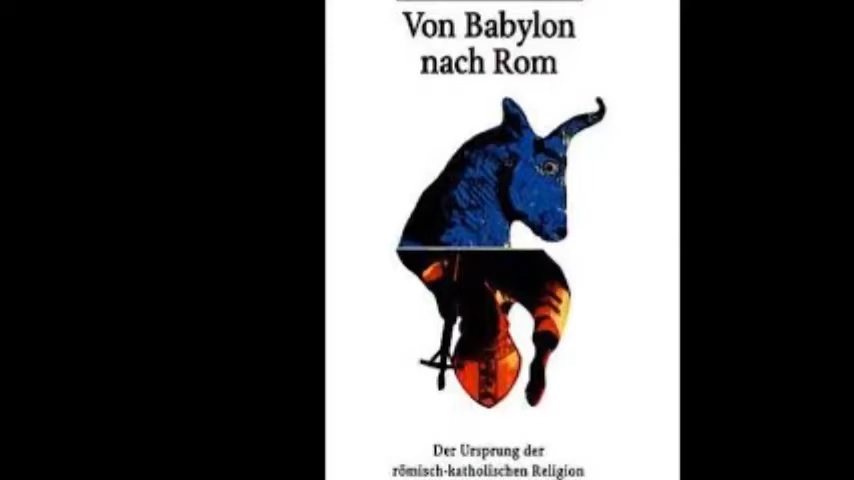 Von Babylon
nach Rom
Der Ursprung der
römisch-katholischen Religion